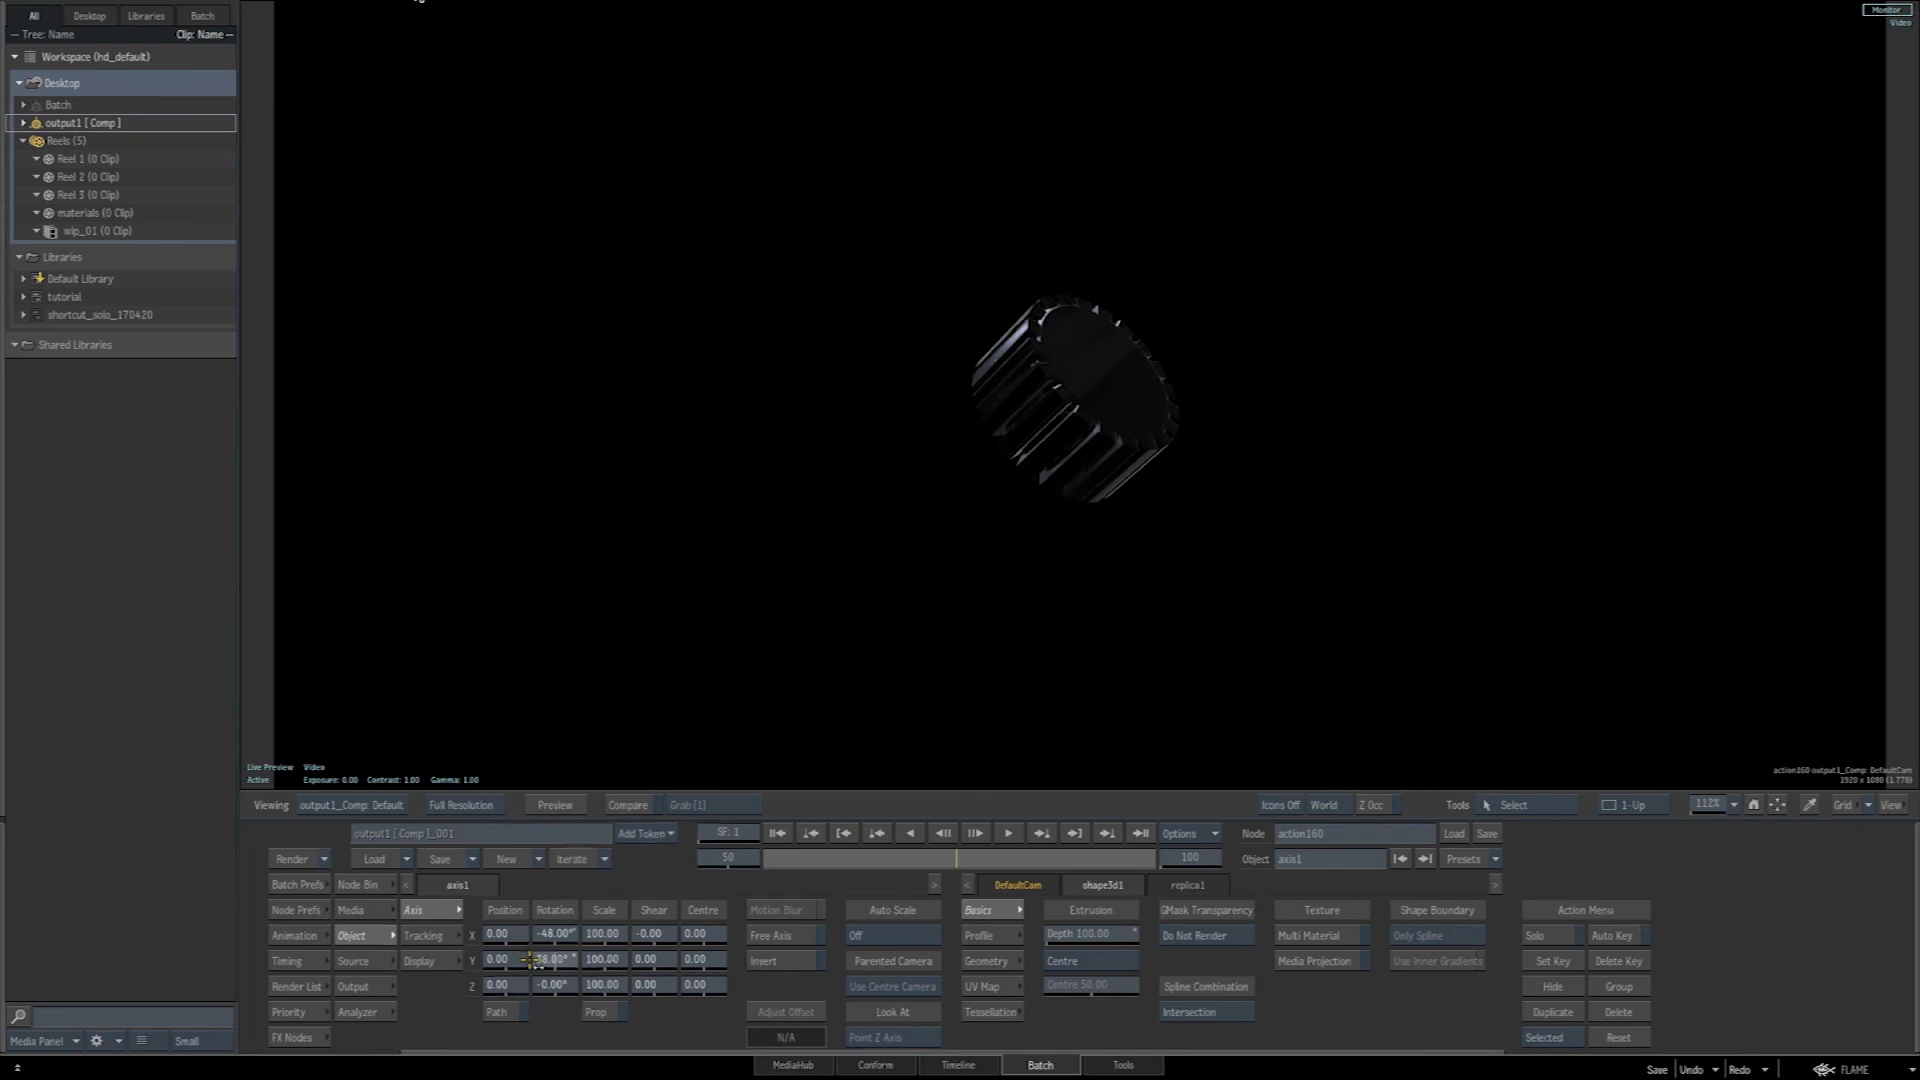 All Desktop Libraries Batch
Tree: Name Clip: Name
Workspace (hd_default)
Desktop
Batch
output1 [ Comp ]
Reels (5)
Reel 1 (0 Clip)
Reel 2 (0 Clip)
Reel 3 (0 Clip)
materials (0 Clip)
wip_01 (0 Clip)
Libraries
Default Library
tutorial
shortcut_solo_170420
Shared Libraries
Media Panel Small
Monitor
Video
Live Preview Video
Active Exposure: 0.00 Contrast: 1.00 Gamma: 1.00
action160 output1_Comp: DefaultCam
1920 x 1080 (1.778)
Viewing output1_Comp: Default Full Resolution Preview Compare Grab [1] Icons Off World Z Occ Tools Select 1-Up 112% Grid View
output1 [ Comp ]_001 Add Token SF: 1 Options Node action160 Load Save
Render Load Save New Iterate 50 100 Object axis1 Presets
Batch Prefs Node Bin < axis1 > < DefaultCam shape3d1 replica1 >
Node Prefs Media Axis Position Rotation Scale Shear Centre Motion Blur Auto Scale Basics Extrusion GMask Transparency Texture Shape Boundary Action Menu
Animation Object Tracking X 0.00 -48.00° 100.00 -0.00 0.00 Free Axis Off Profile Depth 100.00 Do Not Render Multi Material Only Spline Solo Auto Key
Timing Source Display Y 0.00 100.00 0.00 0.00 Invert Parented Camera Geometry Centre Media Projection Use Inner Gradients Set Key Delete Key
Render List Output Z 0.00 -0.00° 100.00 0.00 0.00 Use Centre Camera UV Map Centre 50.00 Spline Combination Hide Group
Priority Analyzer Path Prop Adjust Offset Look At Tessellation Intersection Duplicate Delete
FX Nodes N/A Point Z Axis Selected Reset
MediaHub Conform Timeline Batch Tools Save Undo Redo FLAME